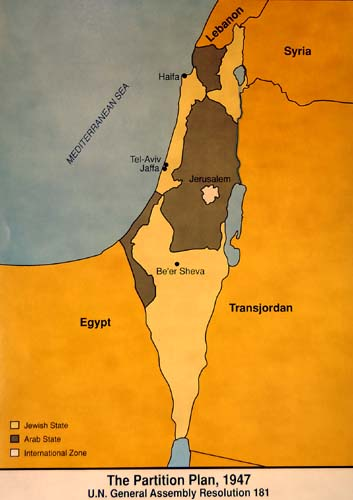 Lebanon
Syria
Haifa
MEDITERRANEAN SEA
Tel-Aviv
Jaffa
Jerusalem
Be'er Sheva
Egypt
Transjordan
Jewish State
Arab State
International Zone
The Partition Plan, 1947
U.N. General Assembly Resolution 181